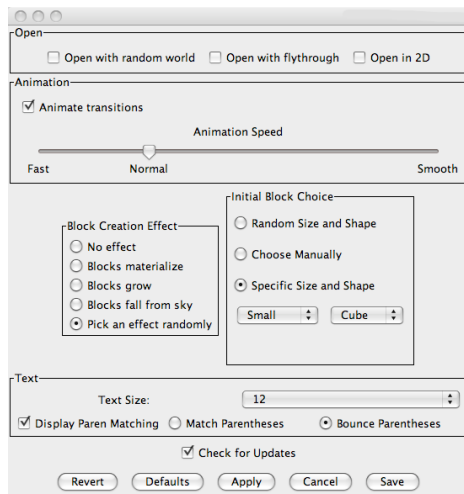 Open
Open with random world Open with flythrough Open in 2D
Animation
Animate transitions
Animation Speed
Fast Normal Smooth
Block Creation Effect
No effect
Blocks materialize
Blocks grow
Blocks fall from sky
Pick an effect randomly
Initial Block Choice
Random Size and Shape
Choose Manually
Specific Size and Shape
Small Cube
Text
Text Size: 12
Display Paren Matching Match Parentheses Bounce Parentheses
Check for Updates
Revert Defaults Apply Cancel Save